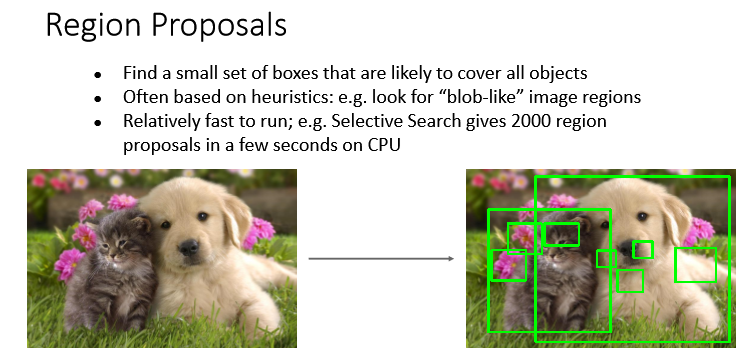 Region Proposals
● Find a small set of boxes that are likely to cover all objects
● Often based on heuristics: e.g. look for “blob-like” image regions
● Relatively fast to run; e.g. Selective Search gives 2000 region
proposals in a few seconds on CPU